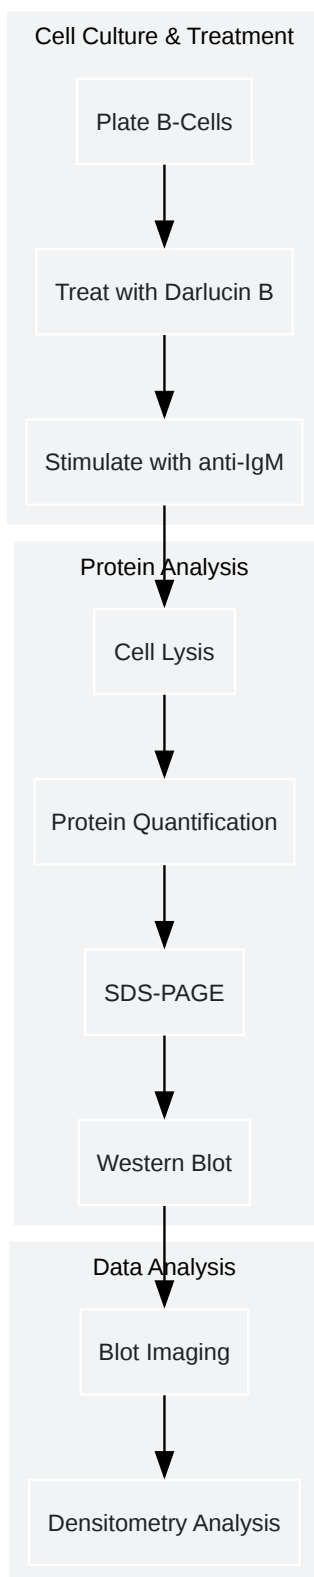 Cell Culture & Treatment
Plate B-Cells
Treat with Darlucin B
Stimulate with anti-IgM
Protein Analysis
Cell Lysis
Protein Quantification
SDS-PAGE
Western Blot
Data Analysis
Blot Imaging
Densitometry Analysis